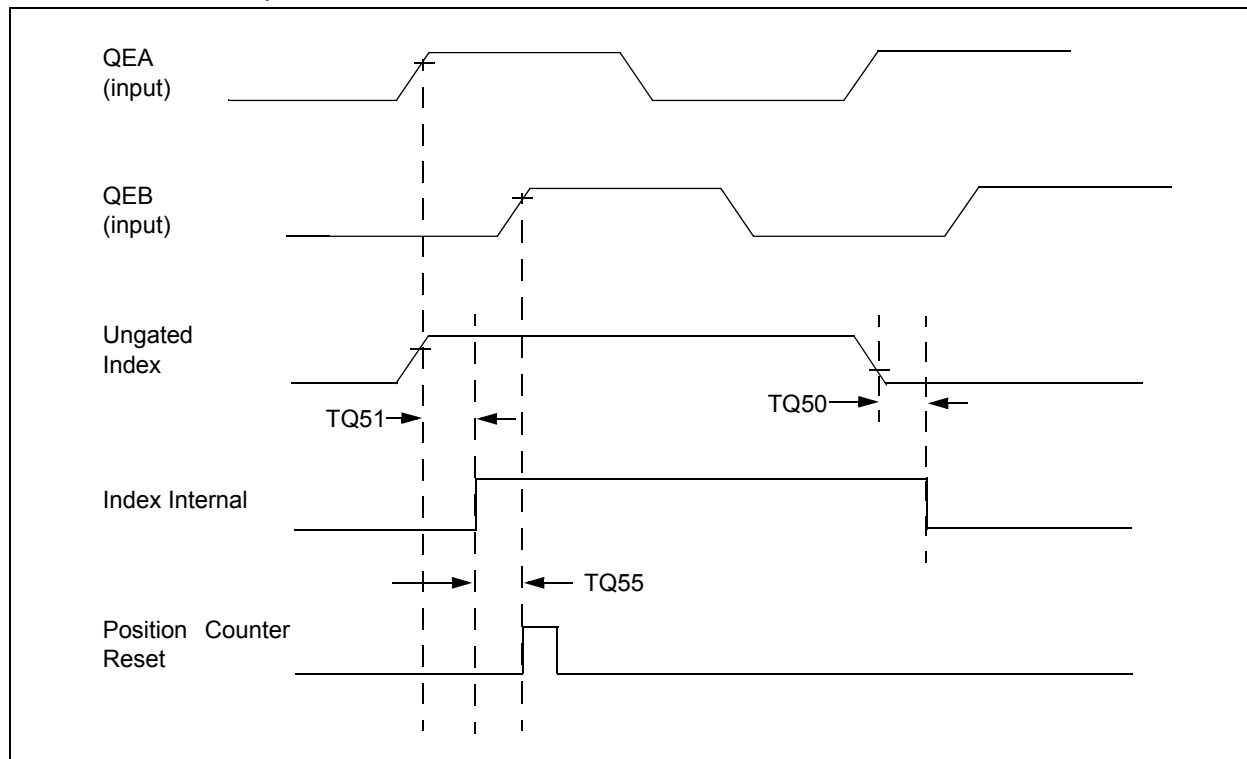 QEA
(input)
QEB
(input)
Ungated
Index
TQ51
TQ50
Index Internal
TQ55
Position Counter
Reset